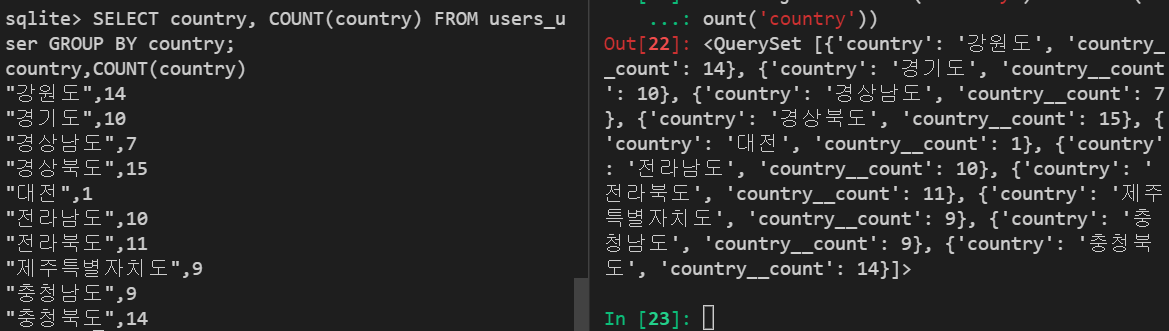 sqlite> SELECT country, COUNT(country) FROM users_u
ser GROUP BY country;
country,COUNT(country)
"강원도",14
"경기도",10
"경상남도",7
"경상북도",15
"대전",1
"전라남도",10
"전라북도",11
"제주특별자치도",9
"충청남도",9
"충청북도",14
...: ount('country'))
Out[22]: <QuerySet [{'country': '강원도', 'country_
_count': 14}, {'country': '경기도', 'country__count
': 10}, {'country': '경상남도', 'country__count': 7
}, {'country': '경상북도', 'country__count': 15}, {
'country': '대전', 'country__count': 1}, {'country'
: '전라남도', 'country__count': 10}, {'country': '
전라북도', 'country__count': 11}, {'country': '제주
특별자치도', 'country__count': 9}, {'country': '충
청남도', 'country__count': 9}, {'country': '충청북
도', 'country__count': 14}]>
In [23]: